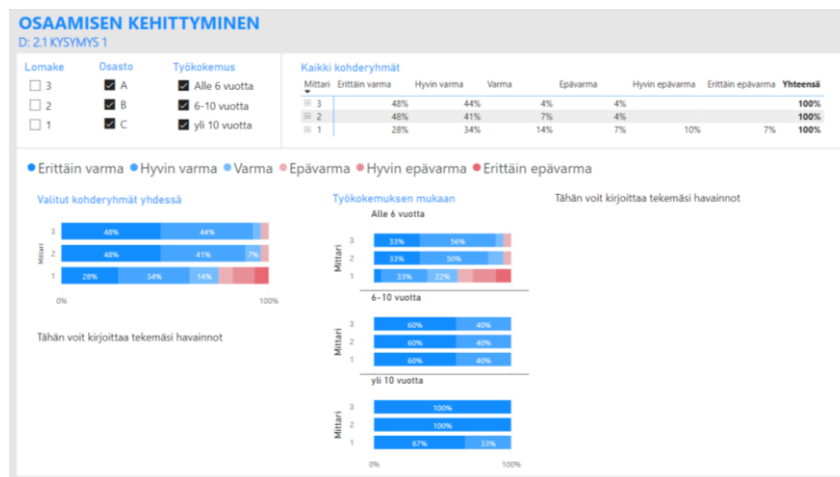 OSAAMISEN KEHITTYMINEN
D: 2.1 KYSYMYS 1
Lomake Osasto Työkokemus
3 A Alle 6 vuotta
2 B 6-10 vuotta
1 C yli 10 vuotta
Kaikki kohderyhmät
Mittari Erittäin varma Hyvin varma Varma Epävarma Hyvin epävarma Erittäin epävarma Yhteensä
3 48% 44% 4% 4% 100%
2 48% 41% 7% 4% 100%
1 28% 34% 14% 7% 10% 7% 100%
Erittäin varma Hyvin varma Varma Epävarma Hyvin epävarma Erittäin epävarma
Valitut kohderyhmät yhdessä
Mittari
3 48% 44%
2 48% 41% 7%
1 28% 34% 14%
0% 100%
Tähän voit kirjoittaa tekemäsi havainnot
Työkokemuksen mukaan
Alle 6 vuotta
Mittari
3 33% 56%
2 33% 50%
1 33% 22%
6-10 vuotta
Mittari
3 60% 40%
2 60% 40%
1 60% 40%
yli 10 vuotta
Mittari
3 100%
2 100%
1 67% 33%
0% 100%
Tähän voit kirjoittaa tekemäsi havainnot